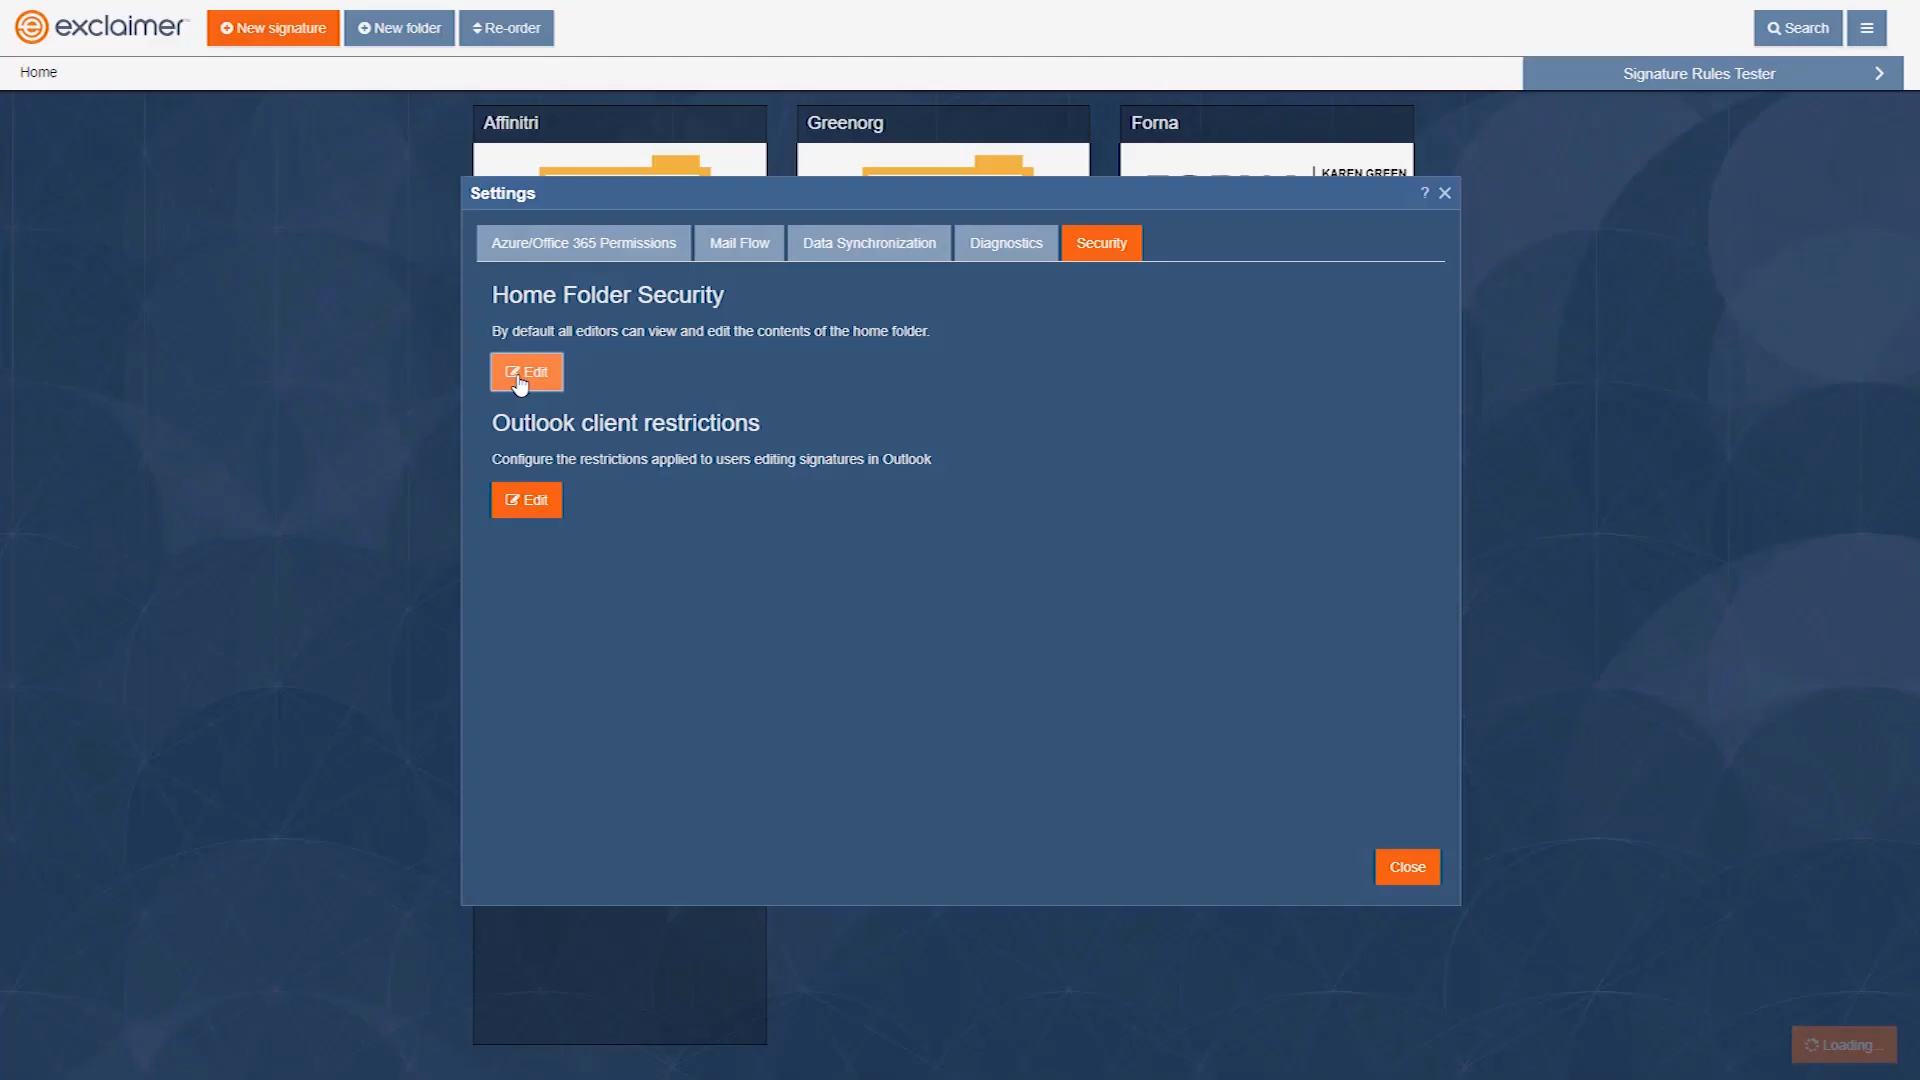 exclaimer
New signature
New folder
Re-order
Search
Home
Signature Rules Tester
Affinitri
Greenorg
Forna
KAREN GREEN
Settings
?
Azure/Office 365 Permissions
Mail Flow
Data Synchronization
Diagnostics
Security
Home Folder Security
By default all editors can view and edit the contents of the home folder.
Edit
Outlook client restrictions
Configure the restrictions applied to users editing signatures in Outlook
Edit
Close
Loading...